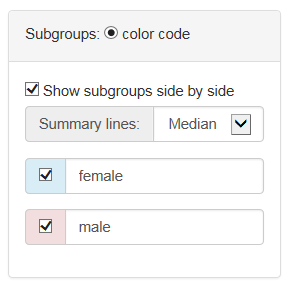 Subgroups: color code
Show subgroups side by side
Summary lines: Median
female
male